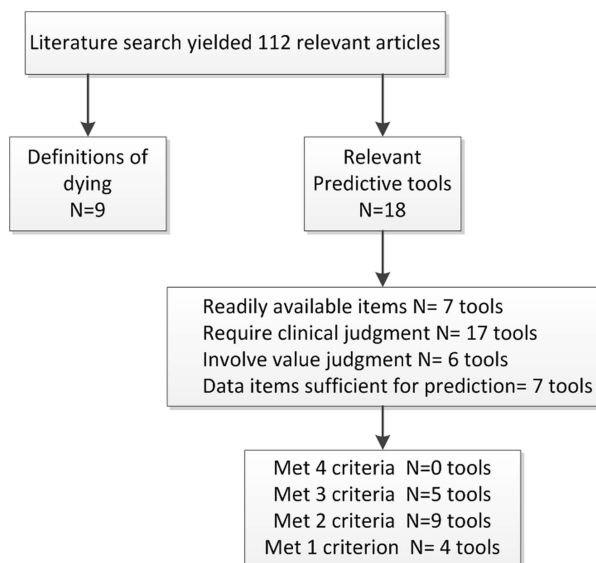 Literature search yielded 112 relevant articles
Definitions of
dying
N=9
Relevant
Predictive tools
N=18
Readily available items N= 7 tools
Require clinical judgment N= 17 tools
Involve value judgment N= 6 tools
Data items sufficient for prediction= 7 tools
Met 4 criteria N=0 tools
Met 3 criteria N=5 tools
Met 2 criteria N=9 tools
Met 1 criterion N= 4 tools